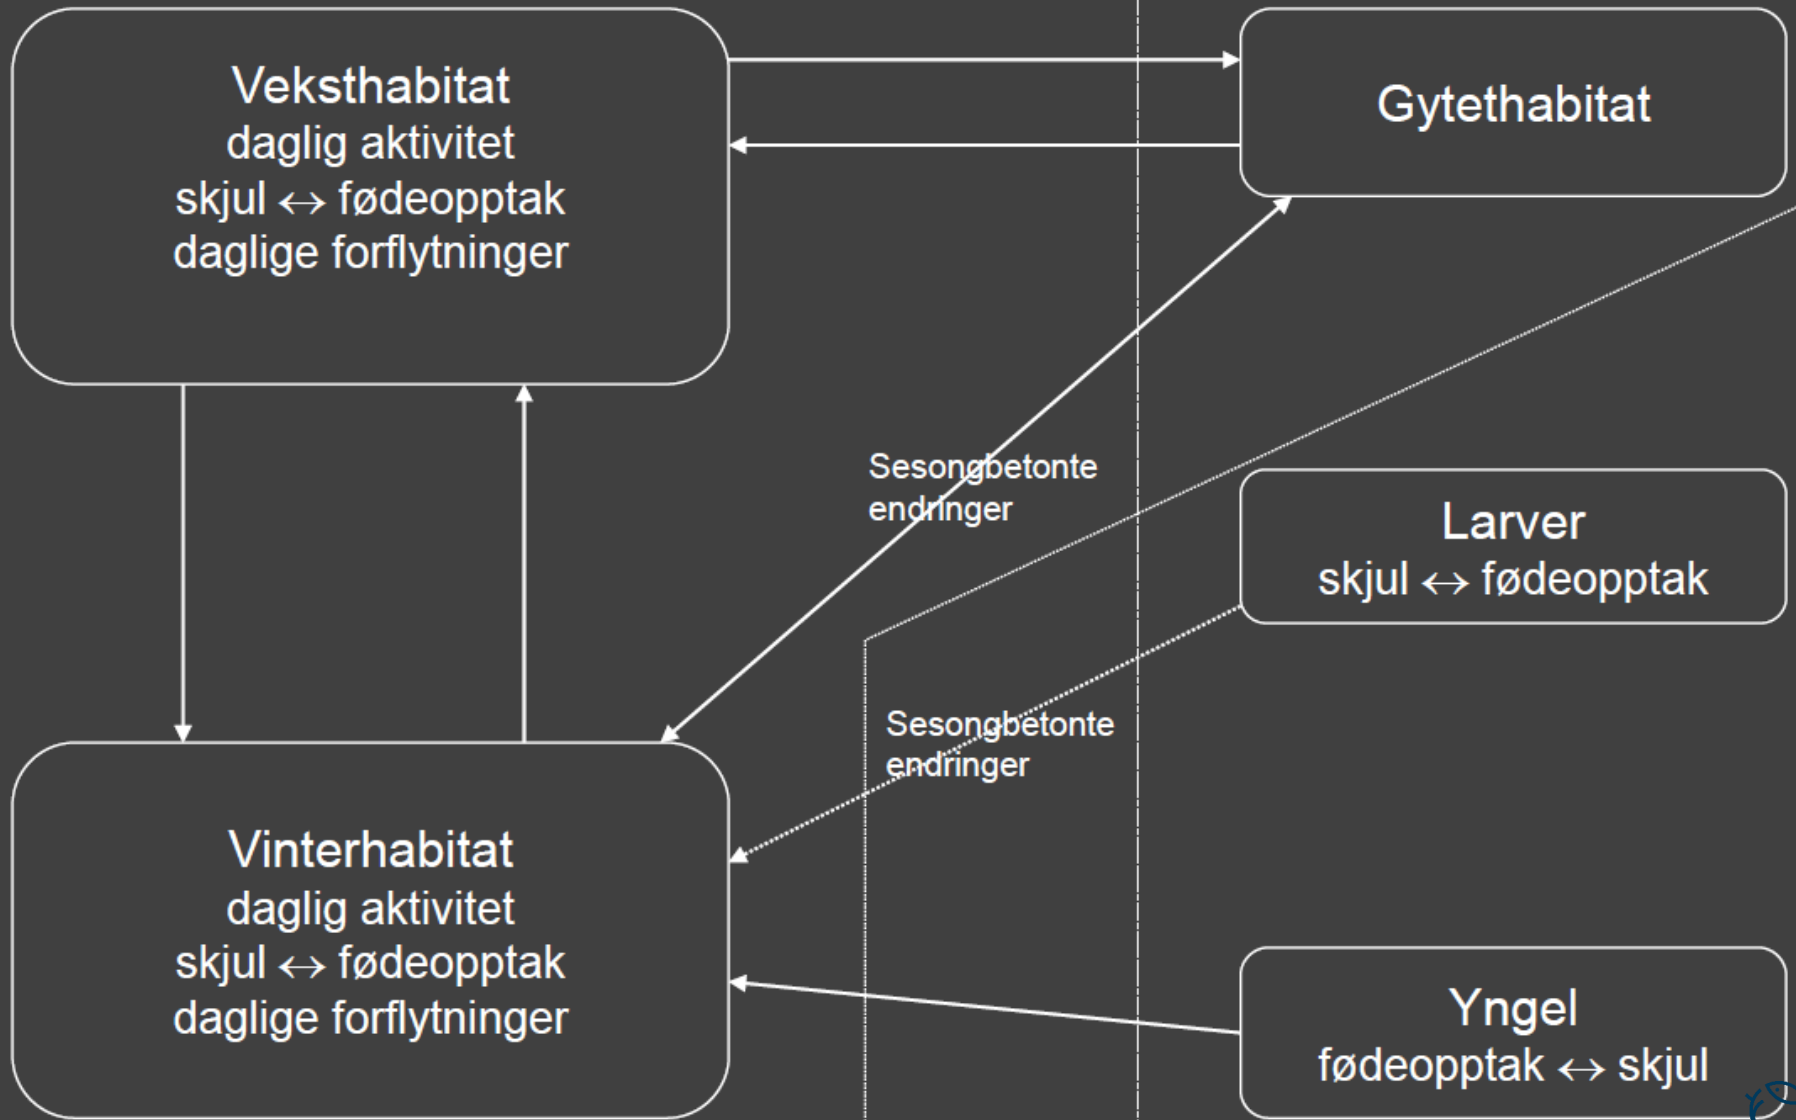 Veksthabitat
daglig aktivitet
skjul ↔ fødeopptak
daglige forflytninger
Gytethabitat
Sesongbetonte
endringer
Larver
skjul ↔ fødeopptak
Sesongbetonte
endringer
Vinterhabitat
daglig aktivitet
skjul ↔ fødeopptak
daglige forflytninger
Yngel
fødeopptak ↔ skjul